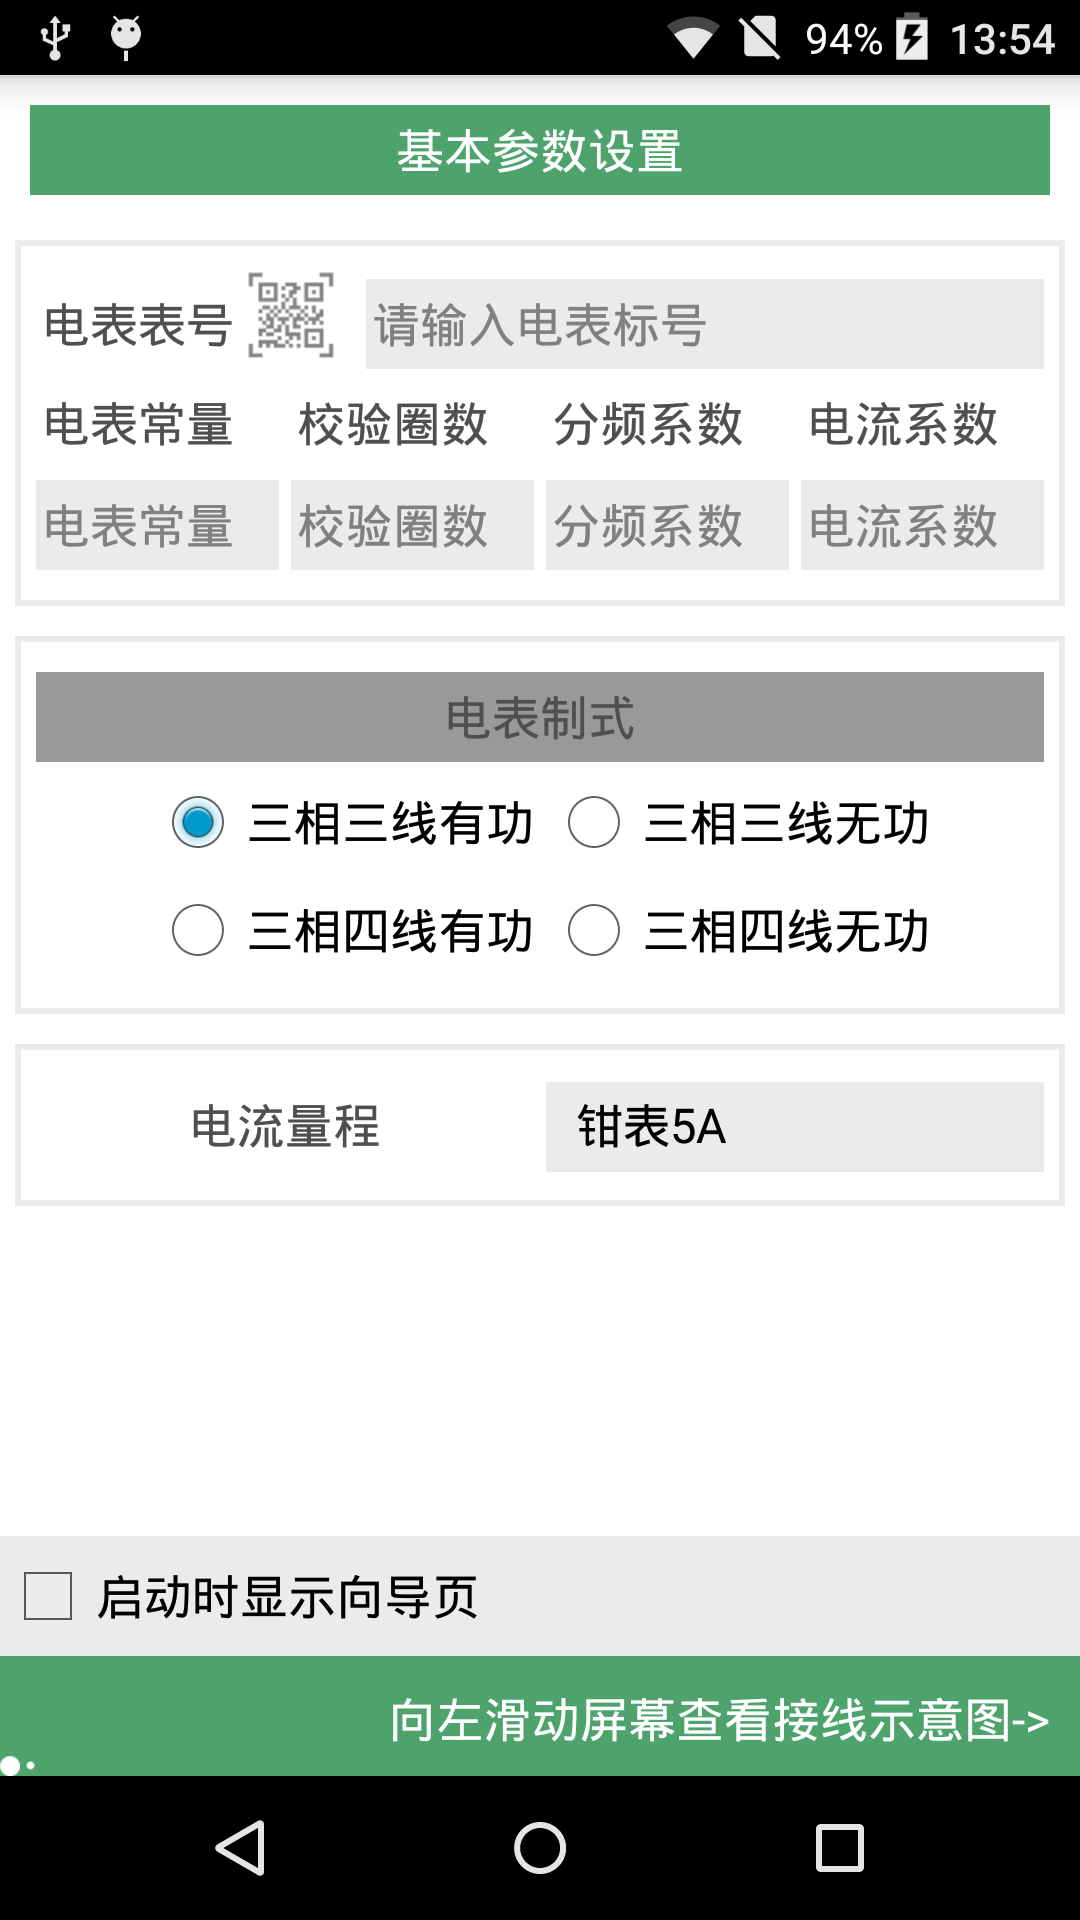 94% 13:54
基本参数设置
电表表号 请输入电表标号
电表常量 校验圈数 分频系数 电流系数
电表常量 校验圈数 分频系数 电流系数
电表制式
三相三线有功 三相三线无功
三相四线有功 三相四线无功
电流量程 钳表5A
启动时显示向导页
向左滑动屏幕查看接线示意图->